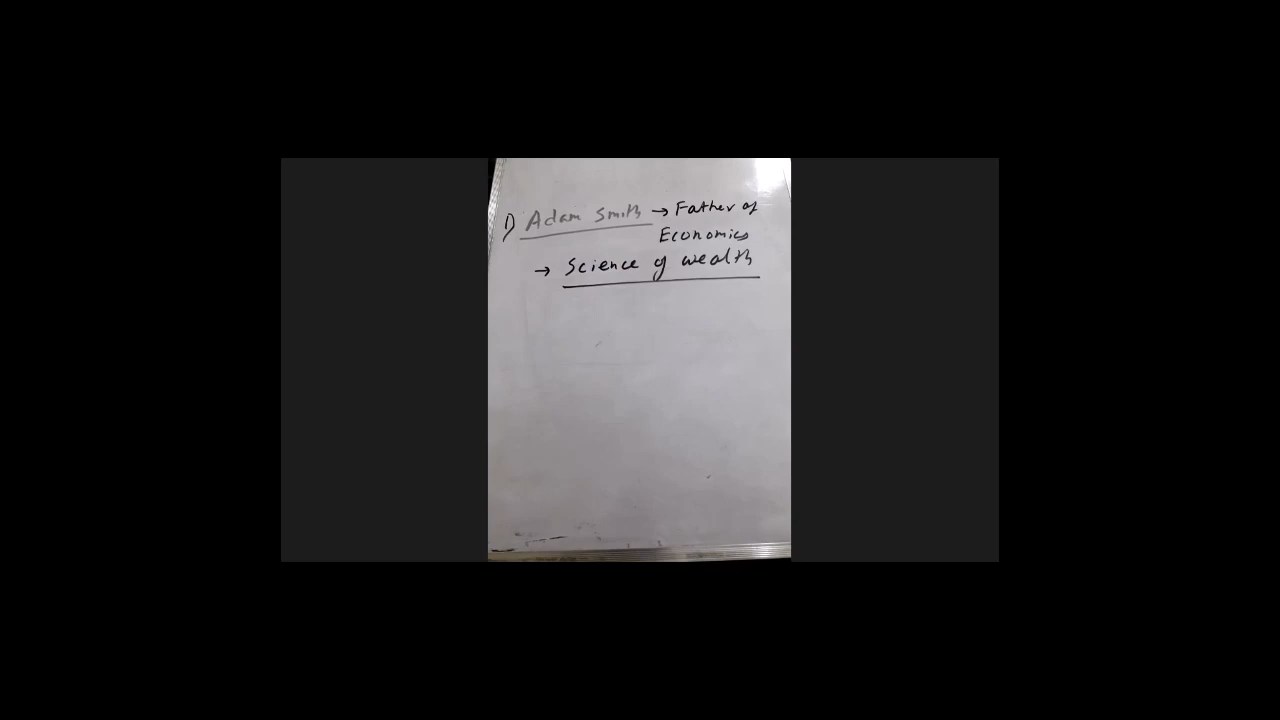 1) Adam Smith → Father of
Economics
→ Science of wealth